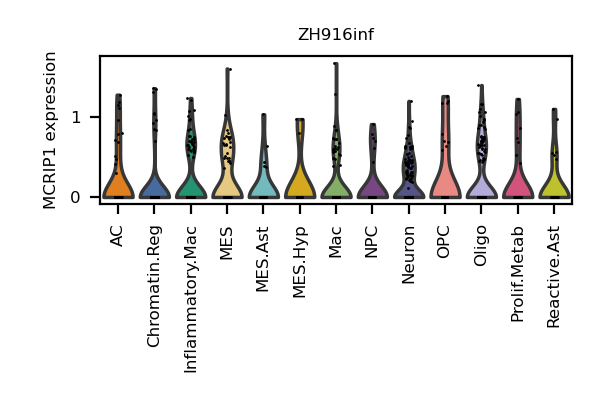 ZH916inf
MCRIP1 expression
1
0
AC
Chromatin.Reg
Inflammatory.Mac
MES
MES.Ast
MES.Hyp
Mac
NPC
Neuron
OPC
Oligo
Prolif.Metab
Reactive.Ast